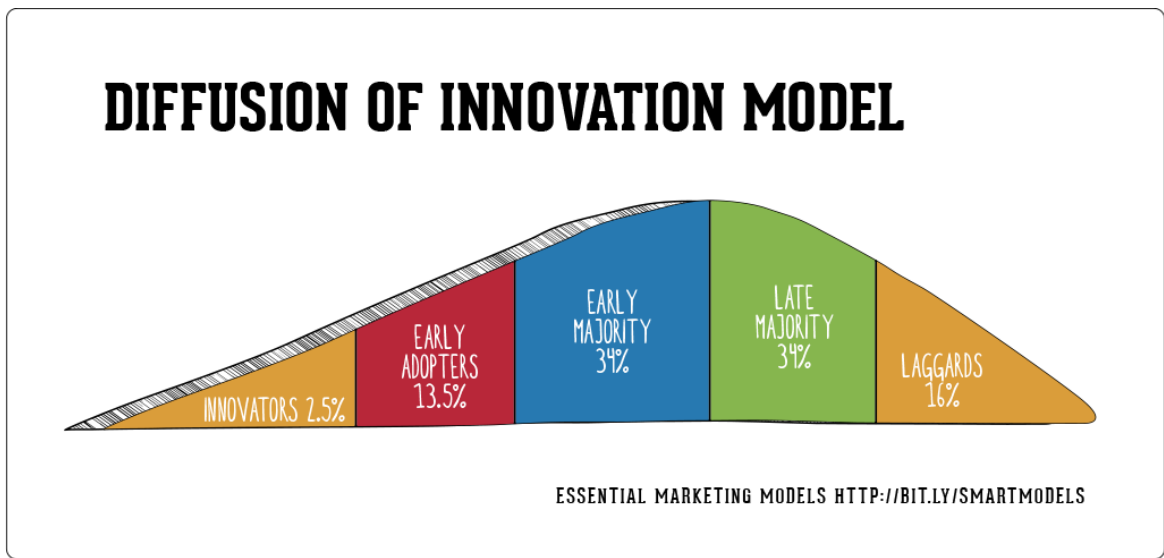 DIFFUSION OF INNOVATION MODEL
INNOVATORS 2.5%
EARLY
ADOPTERS
13.5%
EARLY
MAJORITY
34%
LATE
MAJORITY
34%
LAGGARDS
16%
ESSENTIAL MARKETING MODELS HTTP://BIT.LY/SMARTMODELS